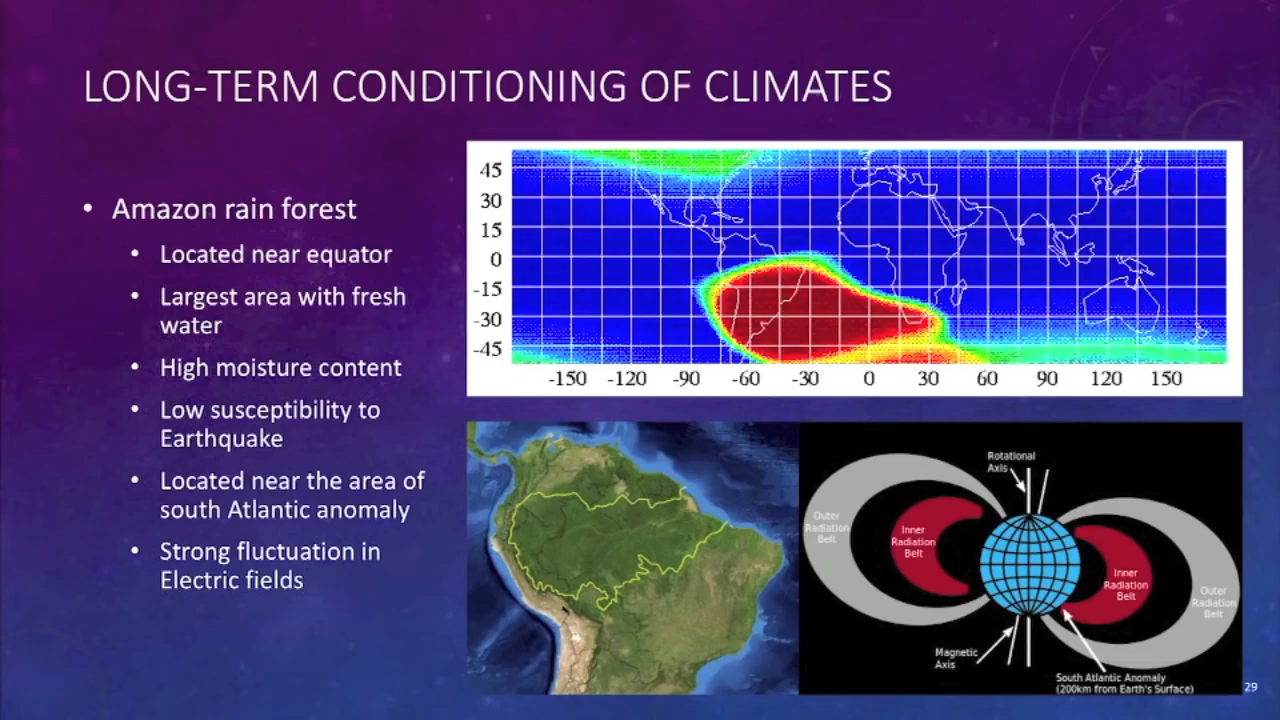 LONG-TERM CONDITIONING OF CLIMATES
• Amazon rain forest
• Located near equator
• Largest area with fresh
water
• High moisture content
• Low susceptibility to
Earthquake
• Located near the area of
south Atlantic anomaly
• Strong fluctuation in
Electric fields
45
30
15
0
-15
-30
-45
-150 -120 -90 -60 -30 0 30 60 90 120 150
Rotational
Axis
Outer
Radiation
Belt
Inner
Radiation
Belt
Inner
Radiation
Belt
Outer
Radiation
Belt
Magnetic
Axis
South Atlantic Anomaly
(200km from Earth's Surface)
29